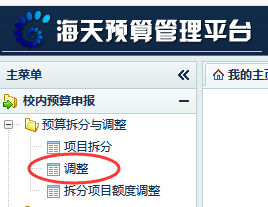 海天预算管理平台
主菜单
我的主页
校内预算申报
预算拆分与调整
项目拆分
调整
拆分项目额度调整